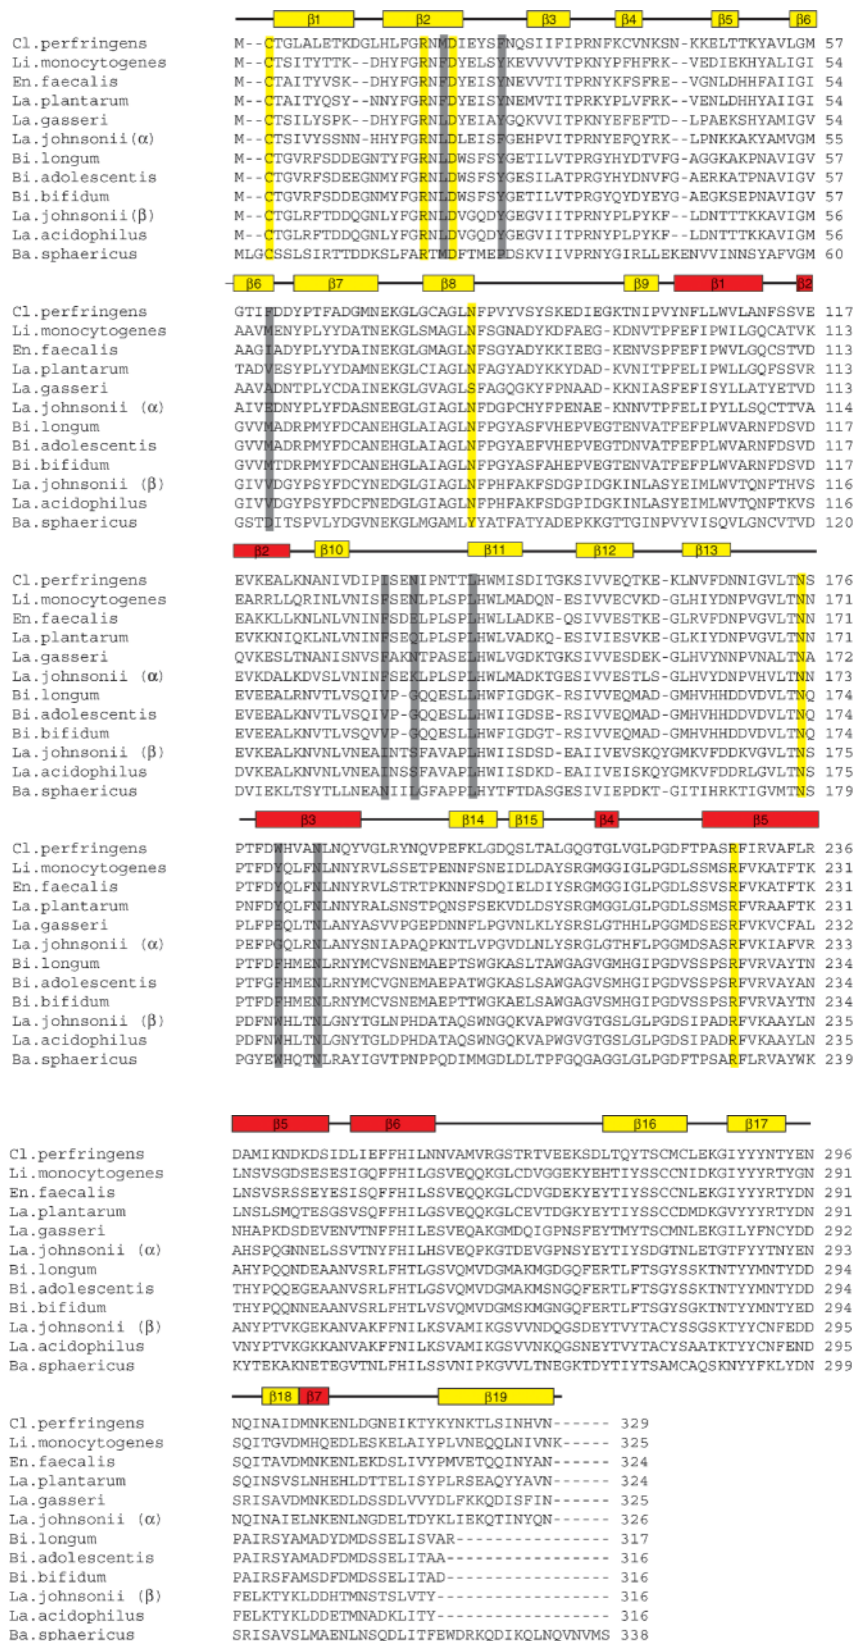 β1 β2 β3 β4 β5 β6
Cl.perfringens M--CTGLALETKDGLHLFGRNMDIEYSFNQSIIFIPRNFKCVNKSN-KKELTTKYAVLGM 57
Li.monocytogenes M--CTSITYTTK--DHYFGRNFDYELSYKEVVVITPRNYPFHFRK--VEDIEKHYALIGI 54
En.faecalis M--CTAITYVSK--DHYFGRNFDYEISYNEVVTITPRNYKFSFRE--VGNLDHHFAIIGI 54
La.plantarum M--CTAITYQSY--NNYFGRNFDYEISYNEMVTITPRKYPLVFRK--VENLDHHYAIIGI 54
La.gasseri M--CTSILYSPK--DHYFGRNLDYEIAYGQKVVITPRNYEFEFTD--LPAEKSHYAMIGV 54
La.johnsonii(α) M--CTSIVYSSNN-HHYFGRNLDLEISFGEHPVITPRNYEFQYRK--LPNKKAKYAMVGM 55
Bi.longum M--CTGVRFSDDEGNTYFGRNLDWSFSYGETILVTPRGYHYDTVFG-AGGKAKPNAVIGV 57
Bi.adolescentis M--CTGVRFSDEEGNMYFGRNLDWSFSYGESILATPRGYHYDNVFG-AERKATPNAVIGV 57
Bi.bifidum M--CTGVRFSDDEGNMYFGRNLDWSFSYGETILVTPRGYQYDYEYG-AEGKSEPNAVIGV 57
La.johnsonii(β) M--CTGLRFTDDQGNLYFGRNLDVGQDYGEGVIITPRNYPLPYKF--LDNTTTKKAVIGM 56
La.acidophilus M--CTGLRFTDDQGNLYFGRNLDVGQDYGEGVIITPRNYPLPYKF--LDNTTTKKAVIGM 56
Ba.sphaericus MLGCSSLSIRTTDDKSLFARTMDFTMEPDSKVIIVPRNYGIRLLEKENVVINNSYAFVGM 60
β6 β7 β8 β9 β1 β2
Cl.perfringens GTIFDDYPTFADGMNEKGLGCAGLNFPVYVSYSKEDIEGKTNIPVYNFLLWVLANFSSVE 117
Li.monocytogenes AAVMENYPLYYDATNEKGLSMAGLNFSGNADYKDFAEG-KDNVTPFEFIPWILGQCATVK 113
En.faecalis AAGIADYPLYYDATNEKGLGMAGLNFSGYADYKKIEEG-KENVSPFEFIPWVLGQCSTVD 113
La.plantarum TADVESYPLYYDAMNEKGLCIAGLNFSGYADYKKYDAD-KVNITPFELIPWLLGQFSSVR 113
La.gasseri AAVADNTPLYCDAINEKGLGVAGLSFAGQGKYFPNAAD-KKNIASFEFISYLLATYETVD 113
La.johnsonii (α) AIVEDNYPLYFDASNEEGLGIAGLNFDGPCHYFPENAE-KNNVTPFELIPYLLSQCTTVA 114
Bi.longum GVVMADRPMYFDCANEHGLAIAGLNFPGYASFVHEPVEGTENVATFEFPLWVARNFDSVD 117
Bi.adolescentis GVVMADRPMYFDCANEHGLAIAGLNFPGYAEFVHEPVEGTDNVATFEFPLWVARNFDSVD 117
Bi.bifidum GVVMTDRPMYFDCANEDGLAIAGLNFPGYASFAHEPVEGTENVATFEFPLWVARNFDSVD 117
La.johnsonii (β) GIVVDGYPSYFDCYNEDGLGIAGLNFPHFAKFSDGPIDGKINLASYEIMLWVTQNFTHVS 116
La.acidophilus GIVVDGYPSYFDCFNEDGLGIAGLNFPHFAKFSDGPIDGKINLASYEIMLWVTQNFTKVS 116
Ba.sphaericus GSTDITSPVLYDGVNEKGLMGAMLYYATFATYADEPKKGTTGINPVYVISQVLGNCVTVD 120
β2 β10 β11 β12 β13
Cl.perfringens EVKEALKNANIVDIPISENIPNTTLHWMISDITGKSIVVEQTKE-KLNVFDNNIGVLTNS 176
Li.monocytogenes EARRLLQRINLVNISFSENLPLSPLHWLMADQN-ESIVVECVKD-GLHIYDNPVGVLTNN 171
En.faecalis EAKKLLKNLNLVNINFSDELPLSPLHWLLADKE-QSIVVESTKE-GLRVFDNPVGVLTNN 171
La.plantarum EVKKNIQKLNLVNINFSEQLPLSPLHWLVADKQ-ESIVIESVKE-GLKIYDNPVGVLTNN 171
La.gasseri QVKESLTNANISNVSFAKNTPASELHWLVGDKTGKSIVVESDEK-GLHVYNNPVNALTNA 171
La.johnsonii (α) EVKDALKDVSLVNINFSEKLPLSPLHWLMADKTGESIVVESTLS-GLHVYDNPVHVLTNN 173
Bi.longum EVEEALRNVTLVSQIVP-GQQESLLHWFIGDGK-RSIVVEQMAD-GMHVHHDDVDVLTNQ 174
Bi.adolescentis EVEEALKNVTLVSQIVP-GQQESLLHWIIGDSE-RSIVVEQMAD-GMHVHHDDVDVLTNQ 174
Bi.bifidum EVEEALKNVTLVSQVVP-GQQESLLHWFIGDGT-RSIVVEQMAD-GMHVHHDDVDVLTNQ 174
La.johnsonii (β) EVKEALKNVNLVNEAINTSFAVAPLHWIISDSD-EAIIVEVSKQYGMKVFDDKVGVLTNS 175
La.acidophilus DVKEALKNVNLVNEAINSSFAVAPLHWIISDKD-EAIIVEISKQYGMKVFDDRLGVLTNS 175
Ba.sphaericus DVIEKLTSYTLLNEANIILGFAPPLHYTFTDASGESIVIEPDKT-GITIHRKTIGVMTNS 179
β3 β14 β15 β4 β5
Cl.perfringens PTFDWHVANLNQYVGLRYNQVPEFKLGDQSLTALGQGTGLVGLPGDFTPASRFIRVAFLR 236
Li.monocytogenes PTFDYQLFNLNNYRVLSSETPENNFSNEIDLDAYSRGMGGIGLPGDLSSMSRFVKATFTK 231
En.faecalis PTFDYQLFNLNNYRVLSTRTPKNNFSDQIELDIYSRGMGGIGLPGDLSSVSRFVKATFTK 231
La.plantarum PNFDYQLFNLNNYRALSNSTPQNSFSEKVDLDSYSRGMGGLGLPGDLSSMSRFVRAAFTK 231
La.gasseri PLFPEQLTNLANYASVVPGEPDNNFLPGVNLKLYSRSLGTHHLPGGMDSESRFVKVCFAL 232
La.johnsonii (α) PEFPGQLRNLANYSNIAPAQPKNTLVPGVDLNLYSRGLGTHFLPGGMDSASRFVKIAFVR 233
Bi.longum PTFDFHMENLRNYMCVSNEMAEPTSWGKASLTAWGAGVGMHGIPGDVSSPSRFVRVAYTN 234
Bi.adolescentis PTFGFHMENLRNYMCVGNEMAEPTKWGKASLSAWGAGVSMHGIPGDVSSPSRFVRVAYAN 234
Bi.bifidum PTFDFHMENLRNYMCVSNEMAEPTTWGKAELSAWGAGVSMHGIPGDVSSPSRFVRVAYTN 234
La.johnsonii (β) PDFNWHLTNLGNYTGLNPHDATAQSWNGQKVAPWGVGTGSLGLPGDSIPADRFVKAAYLN 235
La.acidophilus PDFNWHLTNLGNYTGLDPHDATAQSWNGQKVAPWGVGTGSLGLPGDSIPADRFVKAAYLN 235
Ba.sphaericus PGYEWHQTNLRAYIGVTPNPPQDIMMGDLDLTPFGQGAGGLGLPGDFTPSARFLRVAYWK 239
β5 β6 β16 β17
Cl.perfringens DAMIKNDKDSIDLIEFFHILNNVAMVRGSTRTVEEKSDLTQYTSCMCLEKGIYYYNTYEN 296
Li.monocytogenes LNSVSGDSESESIGQFFHILGSVEQQKGLCDVGGEKYEHTIYSSCCNIDKGIYYYRTYGN 291
En.faecalis LNSVSRSSEYESISQFFHILSSVEQQKGLCDVGDEKYEYTIYSSCCNLEKGIYYYRTYDN 291
La.plantarum LNSLSMQTESGSVSQFFHILGSVEQQKGLCEVTDGKYEYTIYSSCCDMDKGVYYYRTYDN 291
La.gasseri NHAPKDSDEVENVTNFFHILESVEQAKGMDQIGPNSFEYTMYTSCMNLEKGILYFNCYDD 292
La.johnsonii (α) AHSPQGNNELSSVTNYFHILHSVEQPKGTDEVGPNSYEYTIYSDGTNLETGTFYYTNYEN 293
Bi.longum AHYPQQNDEAANVSRLFHTLGSVQMVDGMAKMGDGQFERTLFTSGYSSKTNTYYMNTYDD 294
Bi.adolescentis THYPQQEGEAANVSRLFHTLGSVQMVDGMAKMGNGQFERTLFTSGYSSKTNTYYMNTYDD 294
Bi.bifidum THYPQQNNEAANVSRLFHTLVSVQMVDGMSKMGNGQFERTLFTSGYSGKTNTYYMNTYED 294
La.johnsonii (β) ANYPTVKGEKANVAKFFNILKSVAMIKGSVVNDQGSDEYTVYTACYSSGSKTYYCNFEDD 295
La.acidophilus VNYPTVKGKKANVAKFFNILKSVAMIKGSVVNDQGSDEYTVYTACYSAATKTYYCNFEND 295
Ba.sphaericus KYTEKAKNETEGVTNLFHILSSVNIPKGVVLTNEGKTDYTIYTSAMCAQSKNYYFKLYDN 299
β18 β7 β19
Cl.perfringens NQINAIDMNKENLDGNEIKTYKYNKTLSINHVN------ 329
Li.monocytogenes SQITGVDMHQEDLESKELAIYPLVNEQQLNIVNK----- 325
En.faecalis SQITAVDMNKENLEKDSLIVYPMVETQQINYAN------ 324
La.plantarum SQINSVSLNHEHLDTTELISYPLRSEAQYYAVN------ 324
La.gasseri SRISAVDMNKEDLDSSDLVVYDLFKKQDISFIN------ 325
La.johnsonii (α) NQINAIELNKENLNGDELTDYKLIEKQTINYQN------ 326
Bi.longum PAIRSYAMADYDMDSSELISVAR---------------- 317
Bi.adolescentis PAIRSYAMSDYDMDSSELITAA----------------- 316
Bi.bifidum PAIRSFAMSDFDMDSSELITAD----------------- 316
La.johnsonii (β) FELKTYKLDDHTMNSTSLVTY------------------ 316
La.acidophilus FELKTYKLDDETMNADKLITY------------------ 316
Ba.sphaericus SRISAVSLMAENLNSQDLITFEWDRKQDIKQLNQVNVMS 338